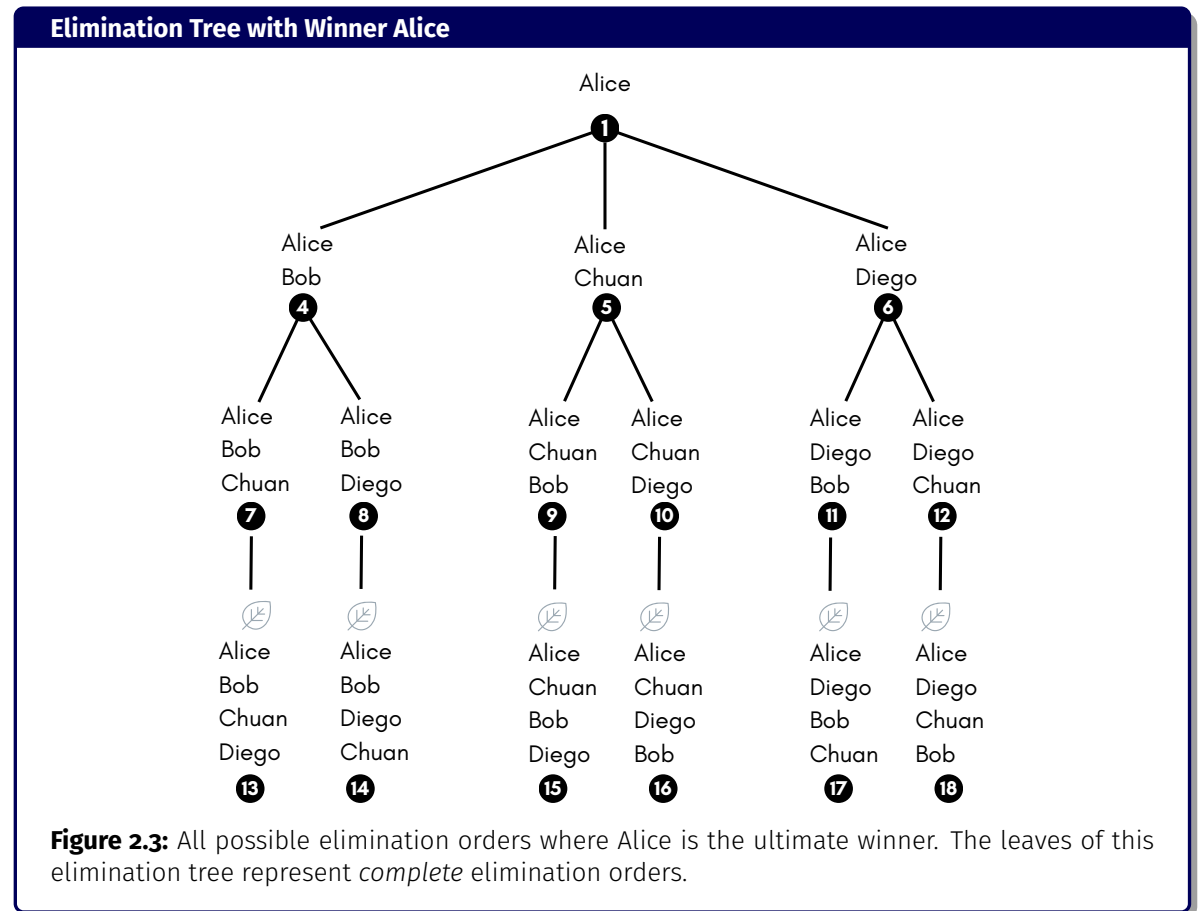 Elimination Tree with Winner Alice
Alice
1
Alice
Bob
4
Alice
Chuan
5
Alice
Diego
6
Alice
Bob
Chuan
7
Alice
Bob
Diego
8
Alice
Chuan
Bob
9
Alice
Chuan
Diego
10
Alice
Diego
Bob
11
Alice
Diego
Chuan
12
Alice
Bob
Chuan
Diego
13
Alice
Bob
Diego
Chuan
14
Alice
Chuan
Bob
Diego
15
Alice
Chuan
Diego
Bob
16
Alice
Diego
Bob
Chuan
17
Alice
Diego
Chuan
Bob
18
Figure 2.3: All possible elimination orders where Alice is the ultimate winner. The leaves of this
elimination tree represent complete elimination orders.